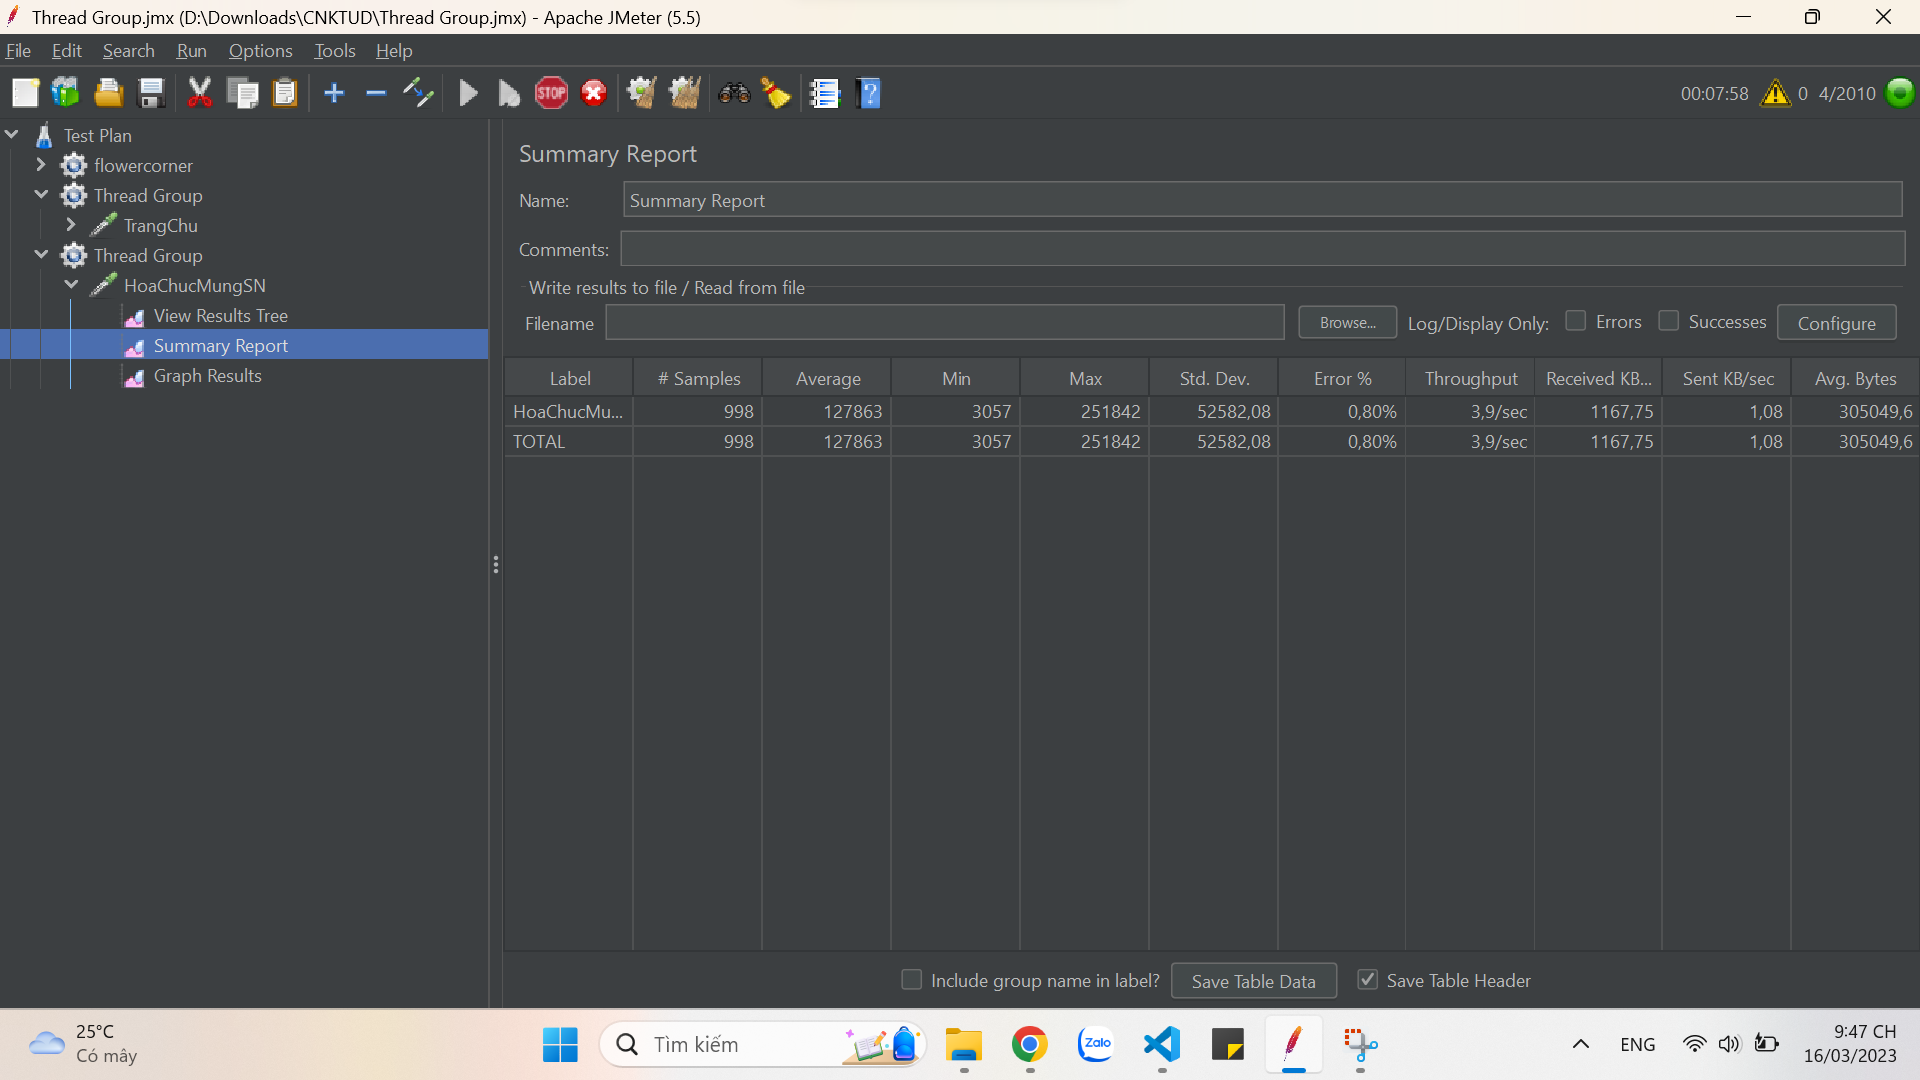 Thread Group.jmx (D:\Downloads\CNKTUD\Thread Group.jmx) - Apache JMeter (5.5)
File Edit Search Run Options Tools Help
STOP
00:07:58 0 4/2010
Test Plan
flowercorner
Thread Group
TrangChu
Thread Group
HoaChucMungSN
View Results Tree
Summary Report
Graph Results
Summary Report
Name: Summary Report
Comments:
Write results to file / Read from file
Filename Browse... Log/Display Only: Errors Successes Configure
Label # Samples Average Min Max Std. Dev. Error % Throughput Received KB... Sent KB/sec Avg. Bytes
HoaChucMu... 998 127863 3057 251842 52582,08 0,80% 3,9/sec 1167,75 1,08 305049,6
TOTAL 998 127863 3057 251842 52582,08 0,80% 3,9/sec 1167,75 1,08 305049,6
Include group name in label? Save Table Data Save Table Header
25°C
Có mây
Tìm kiếm
Zalo
ENG
9:47 CH
16/03/2023